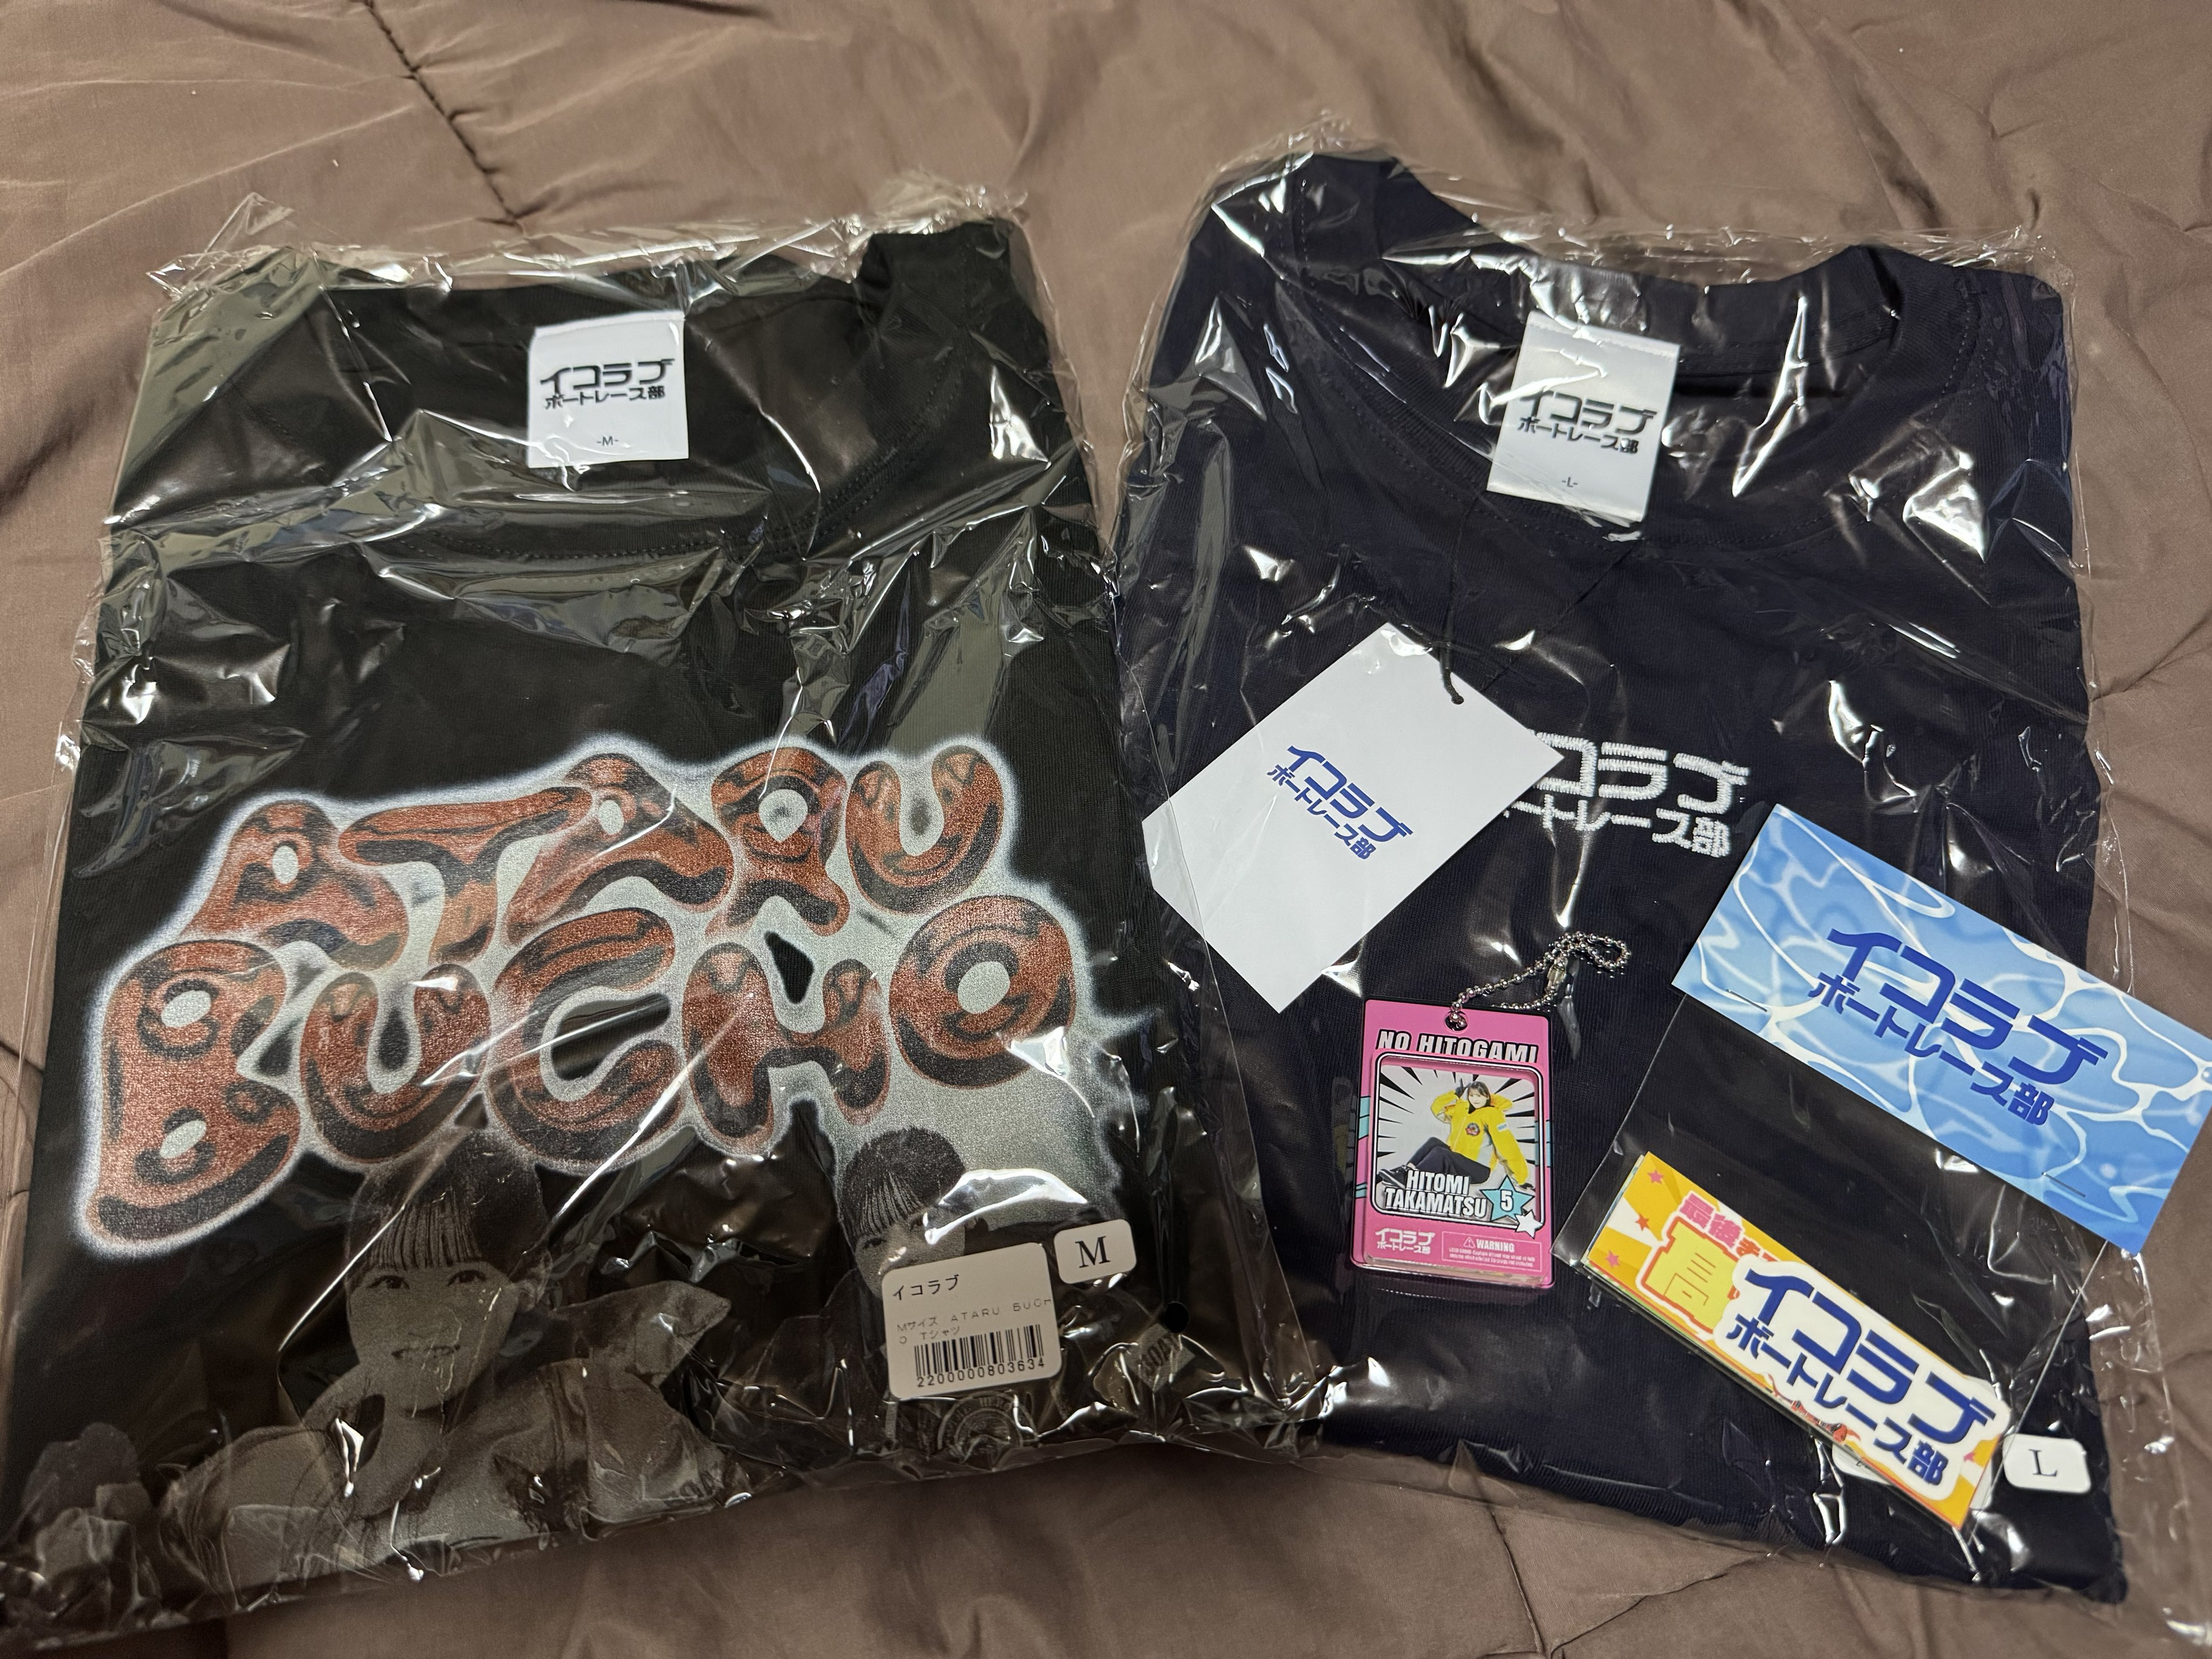 イコラブ
ボートレース部
-M-
ATARU
BUCHO
M
イコラブ
Mサイズ ATARU BUCH
O Tシャツ
2200000803634
イコラブ
ボートレース部
-L-
イコラブ
ボートレース部
コラブ
ートレース部
NO HITOGAMI
HITOMI
TAKAMATSU
5
イコラブ
ボートレース部
WARNING
イコラブ
ボートレース部
最後ま
高
イコラブ
ボートレース部
L